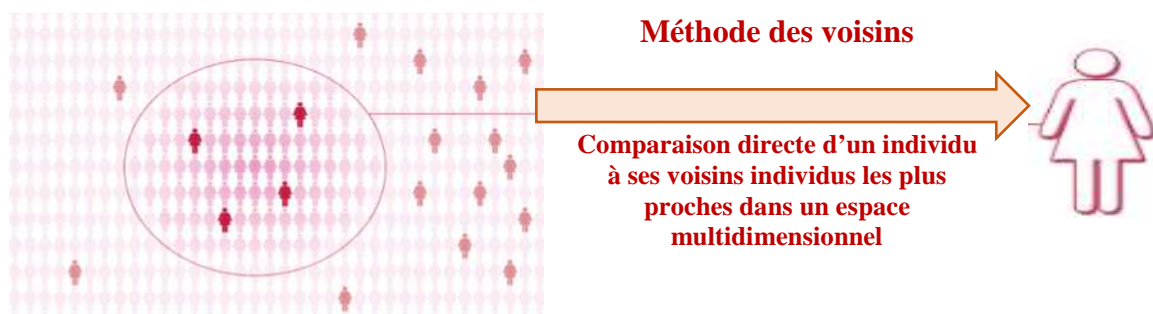 Méthode des voisins
Comparaison directe d’un individu
à ses voisins individus les plus
proches dans un espace
multidimensionnel